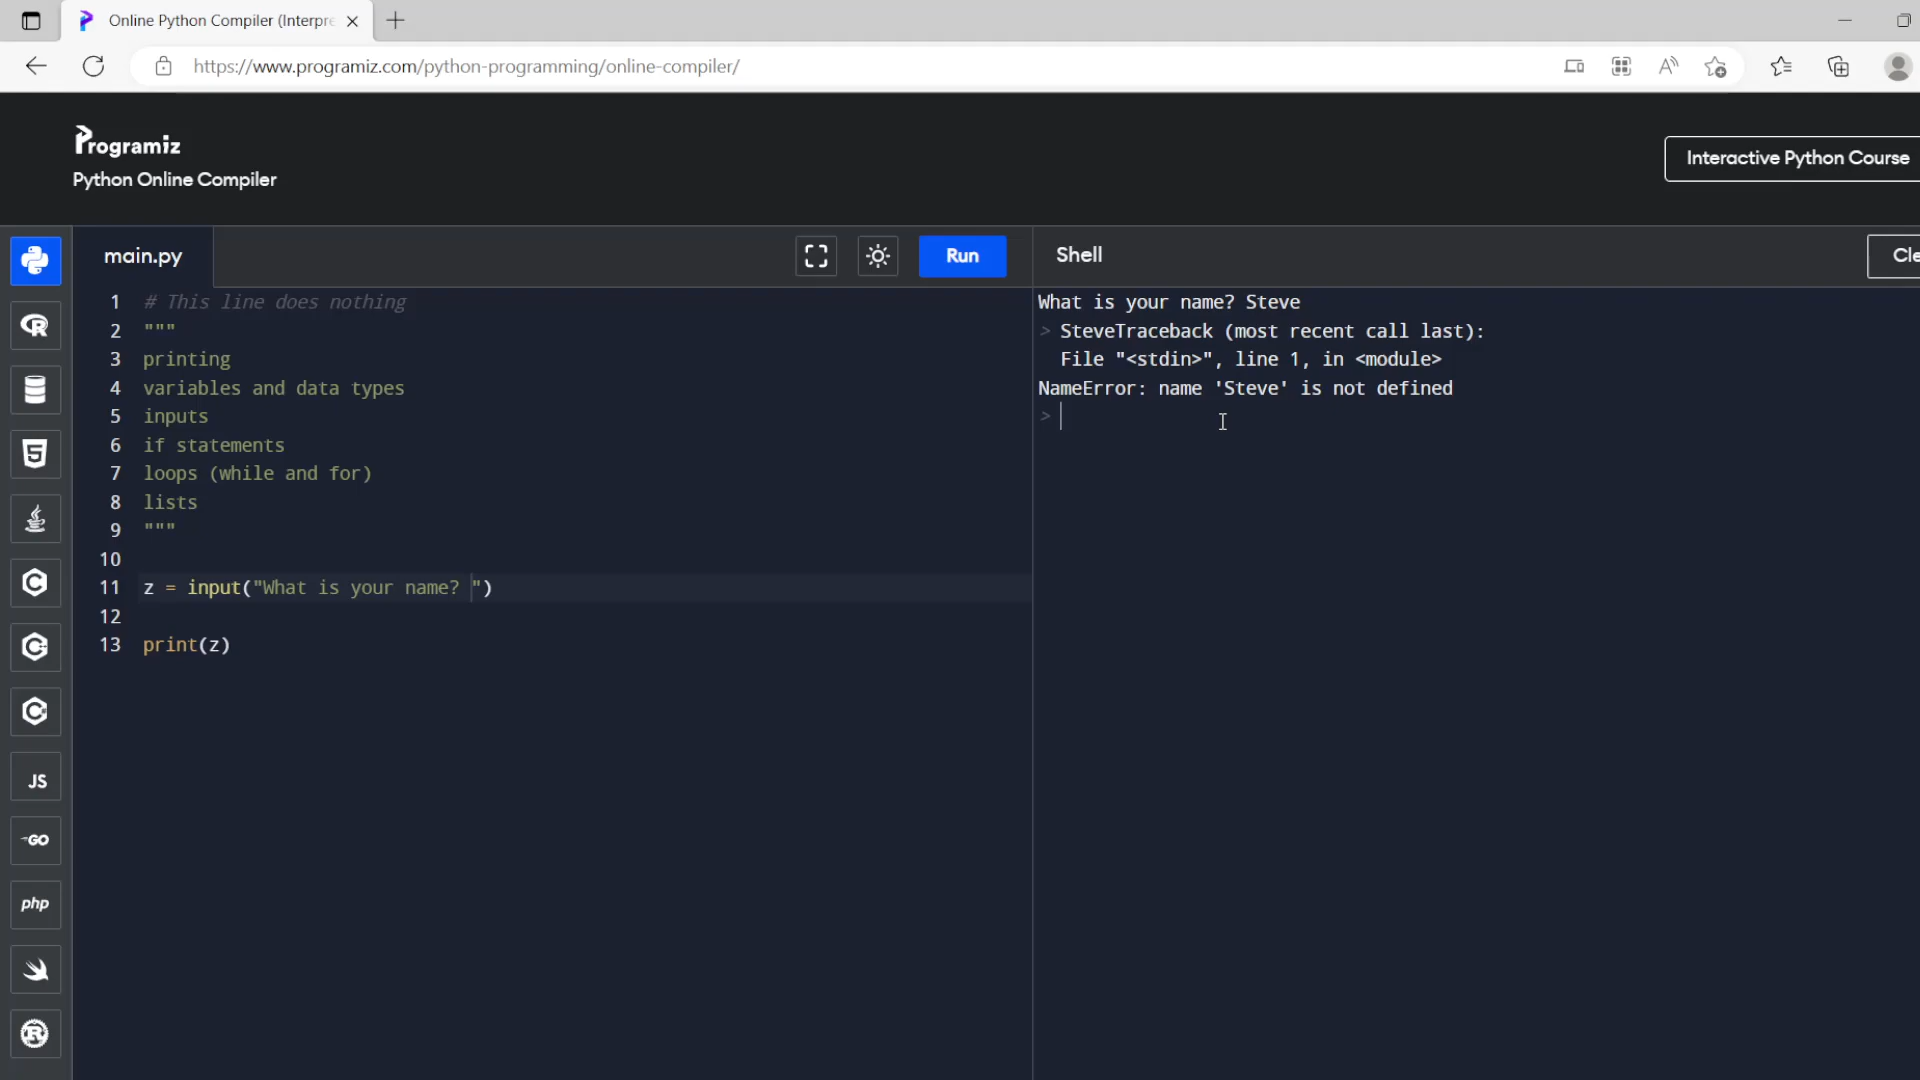 Online Python Compiler (Interpre
https://www.programiz.com/python-programming/online-compiler/
Programiz
Python Online Compiler
Interactive Python Course
main.py
Run
Shell
Cle
1 # This line does nothing
2 """
3 printing
4 variables and data types
5 inputs
6 if statements
7 loops (while and for)
8 lists
9 """
10
11 z = input("What is your name? ")
12
13 print(z)
What is your name? Steve
> SteveTraceback (most recent call last):
File "<stdin>", line 1, in <module>
NameError: name 'Steve' is not defined
>
JS
GO
php